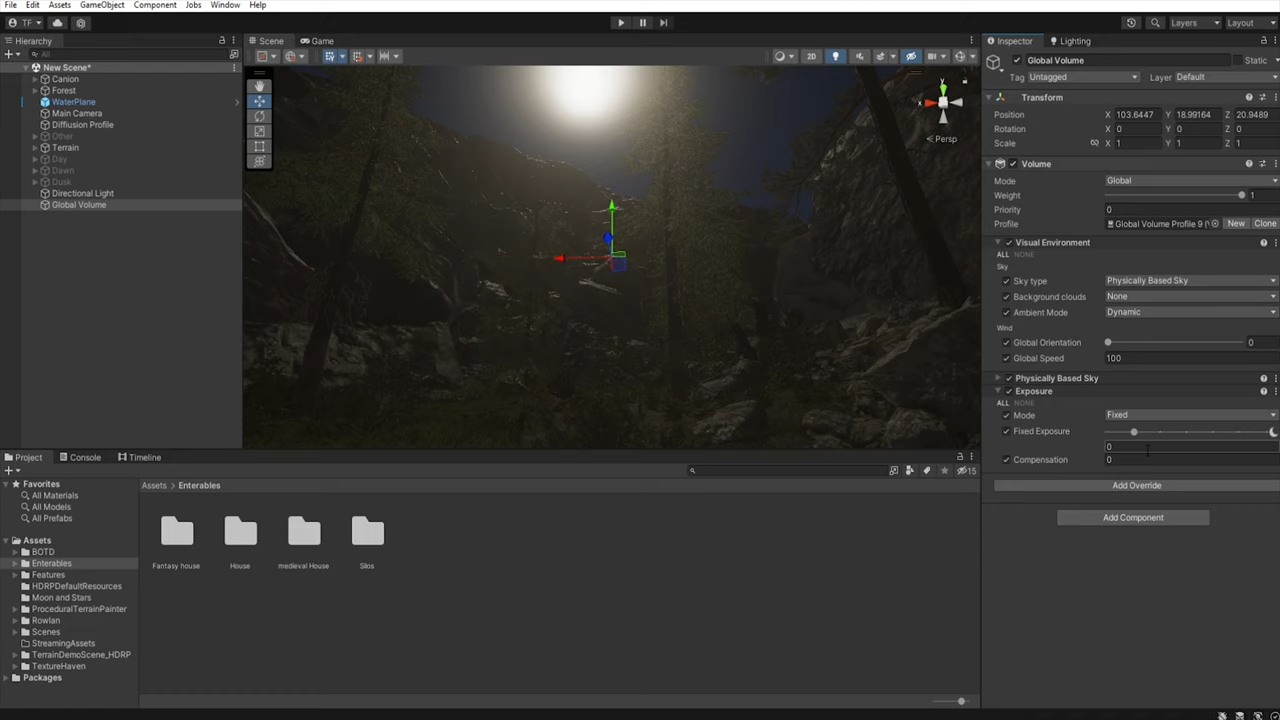 File Edit Assets GameObject Component Jobs Window Help
TF
Layers Layout
Hierarchy
Scene Game
Inspector Lighting
All
New Scene*
Canion
Forest
WaterPlane
Main Camera
Diffusion Profile
Other
Terrain
Day
Dawn
Dusk
Directional Light
Global Volume
2D
y
x
Persp
Global Volume Static
Tag Untagged Layer Default
Transform
Position X 103.6447 Y 18.99164 Z 20.9489
Rotation X 0 Y 0 Z 0
Scale X 1 Y 1 Z 1
Volume
Mode Global
Weight 1
Priority 0
Profile Global Volume Profile 9 (V New Clone
Visual Environment
ALL NONE
Sky
Sky type Physically Based Sky
Background clouds None
Ambient Mode Dynamic
Wind
Global Orientation 0
Global Speed 100
Physically Based Sky
Exposure
ALL NONE
Mode Fixed
Fixed Exposure
0
Compensation 0
Add Override
Add Component
Project Console Timeline
15
Favorites
All Materials
All Models
All Prefabs
Assets
BOTD
Enterables
Features
HDRPDefaultResources
Moon and Stars
ProceduralTerrainPainter
Rowlan
Scenes
StreamingAssets
TerrainDemoScene_HDRP
TextureHaven
Packages
Assets > Enterables
Fantasy house House medieval House Silos